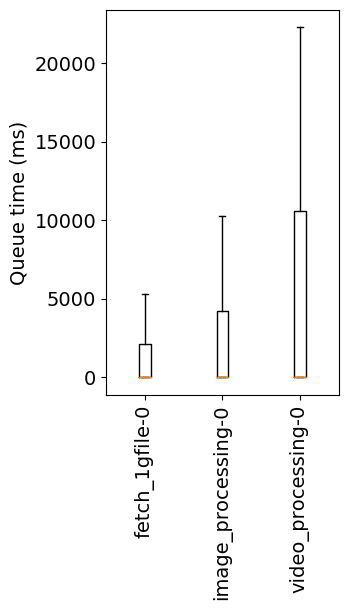 Queue time (ms)
20000
15000
10000
5000
0
fetch_1gfile-0
image_processing-0
video_processing-0